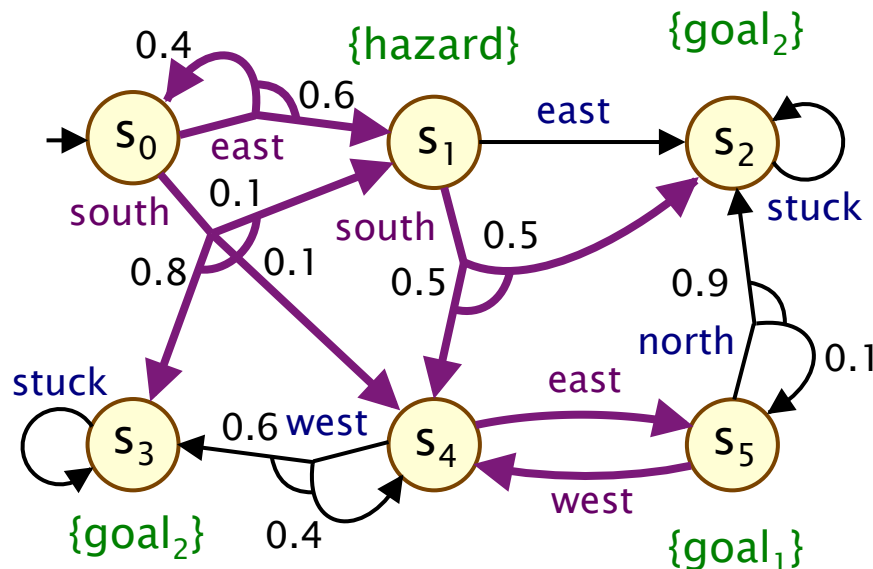 0.4
{hazard}
{goal₂}
0.6
s₀
east
s₁
east
s₂
south
0.1
south
0.5
stuck
0.8
0.1
0.5
0.9
north
0.1
stuck
east
s₃
0.6
west
s₄
s₅
west
0.4
{goal₂}
{goal₁}